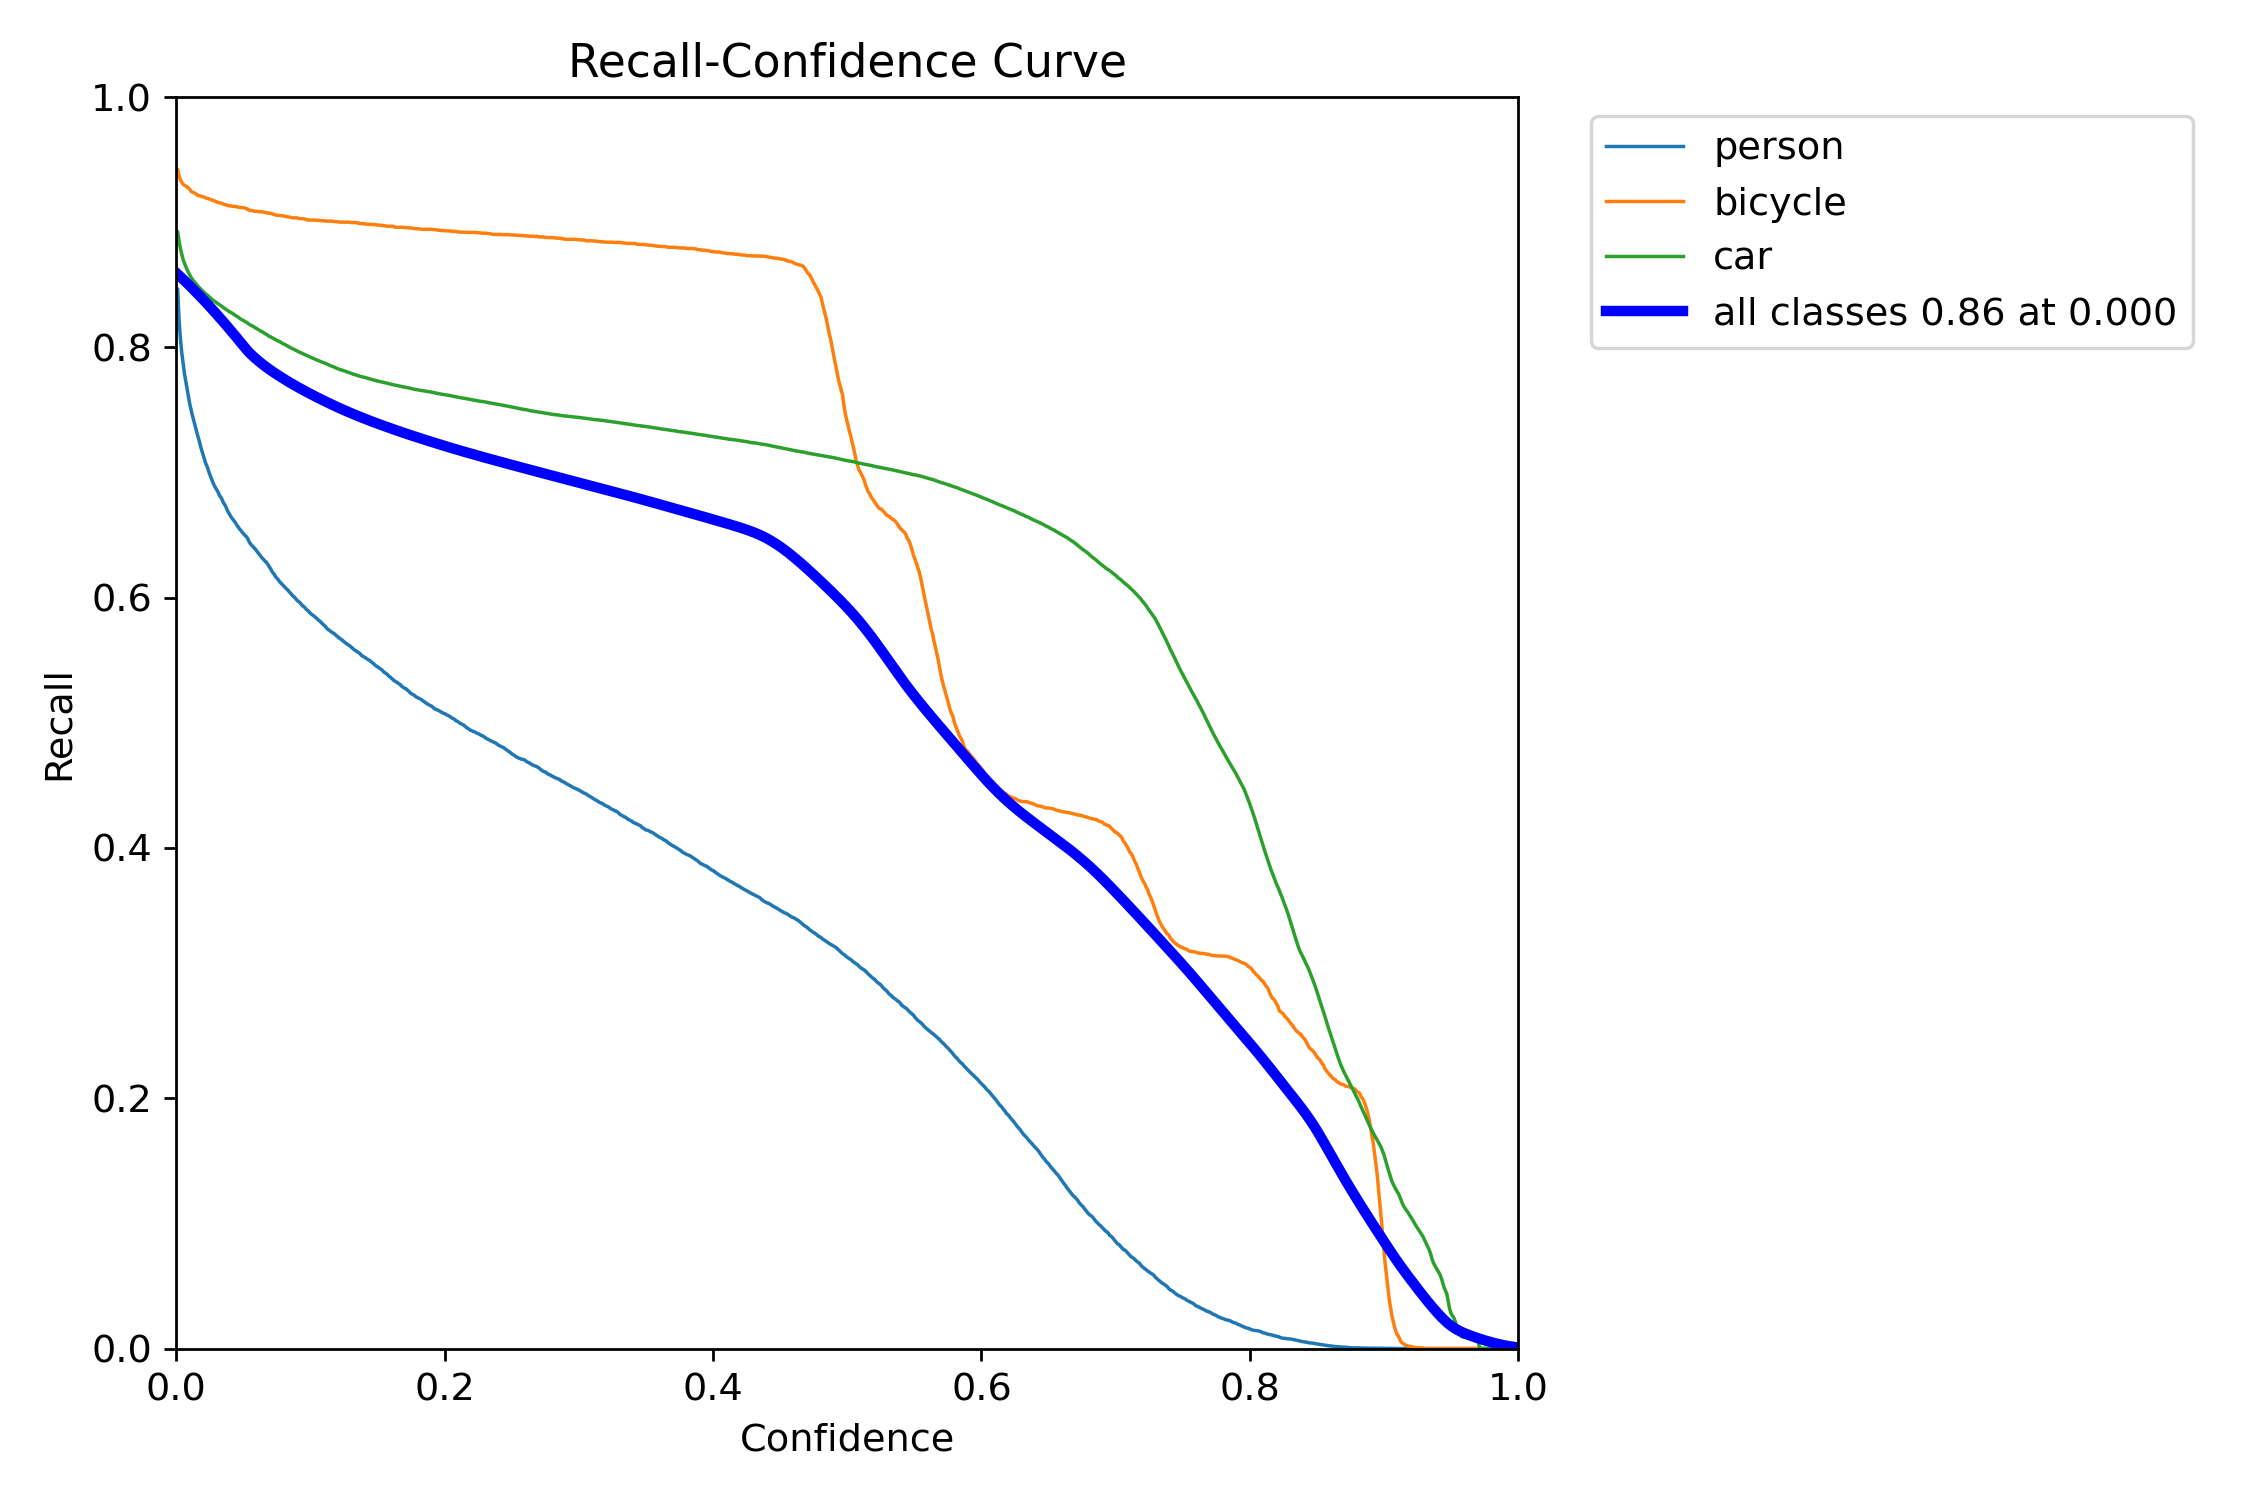 Recall-Confidence Curve
1.0
0.8
0.6
0.4
0.2
0.0
Recall
0.0 0.2 0.4 0.6 0.8 1.0
Confidence
person
bicycle
car
all classes 0.86 at 0.000